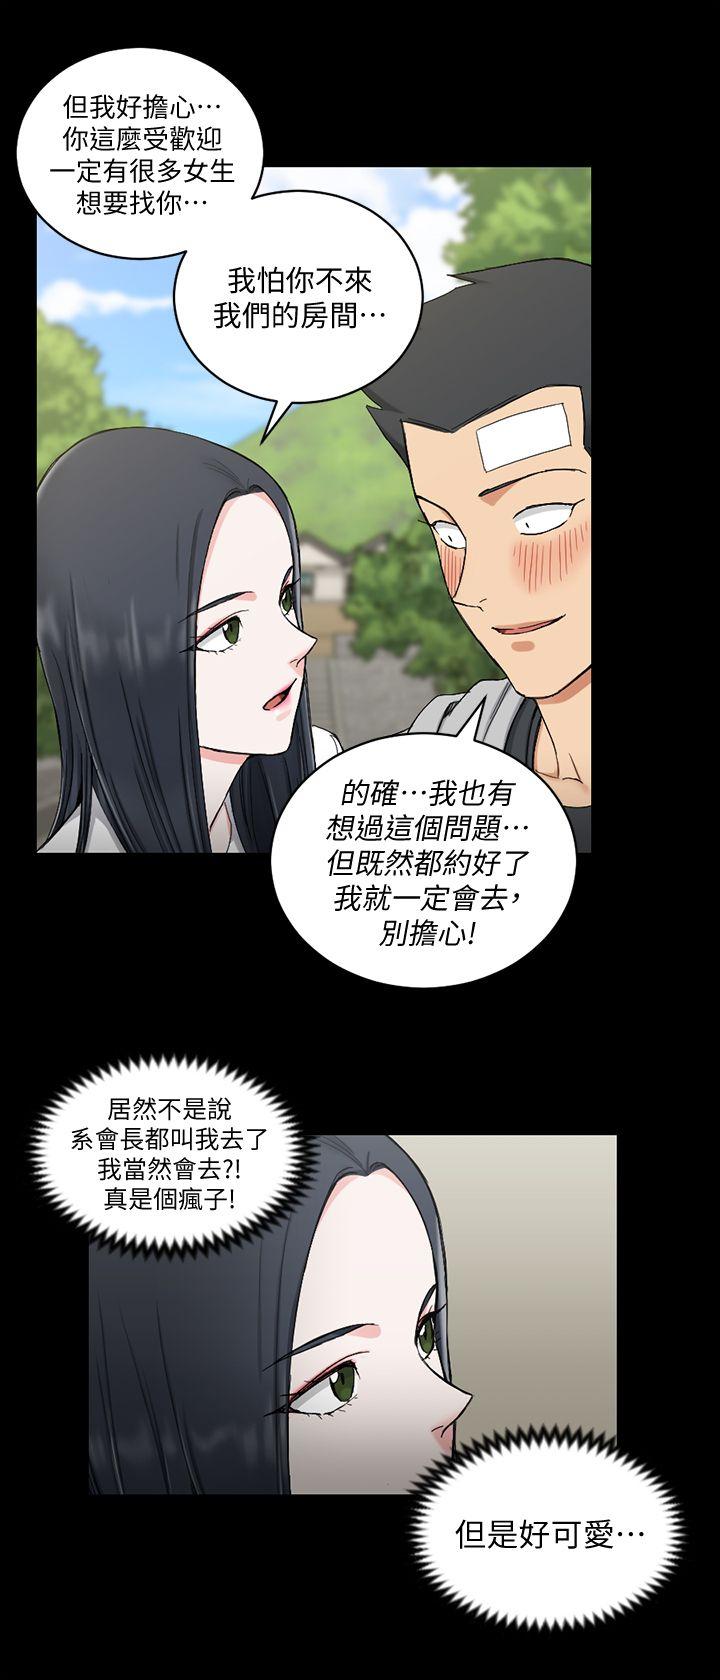 但我好擔心⋯
你這麼受歡迎
一定有很多女生
想要找你⋯
我怕你不來
我們的房間⋯
的確⋯我也有
想過這個問題⋯
但既然都約好了
我就一定會去，
別擔心!
居然不是說
系會長都叫我去了
我當然會去?!
真是個瘋子!
但是好可愛⋯